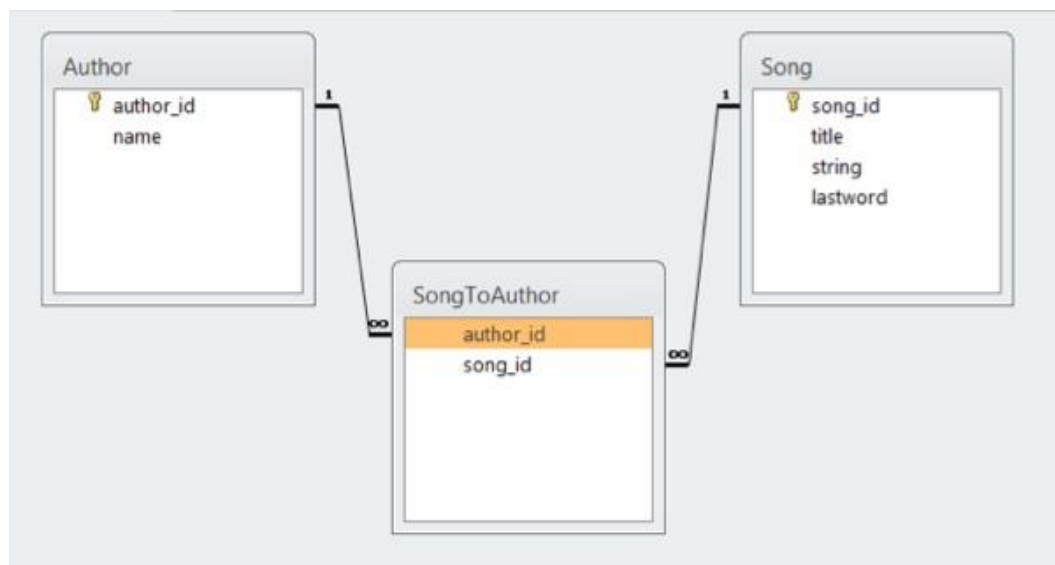 Author
author_id
name
1
∞
SongToAuthor
author_id
song_id
∞
1
Song
song_id
title
string
lastword